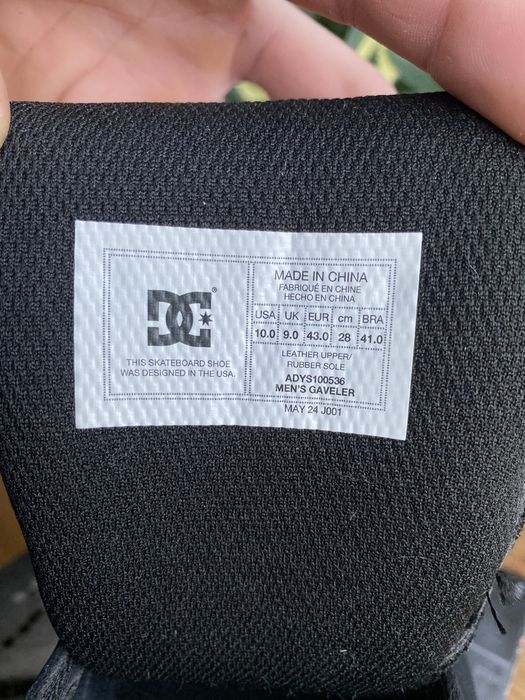 DC®
THIS SKATEBOARD SHOE
WAS DESIGNED IN THE USA.
MADE IN CHINA
FABRIQUÉ EN CHINE
HECHO EN CHINA
USA UK EUR cm BRA
10.0 9.0 43.0 28 41.0
LEATHER UPPER/
RUBBER SOLE
ADYS100536
MEN'S GAVELER
MAY 24 J001